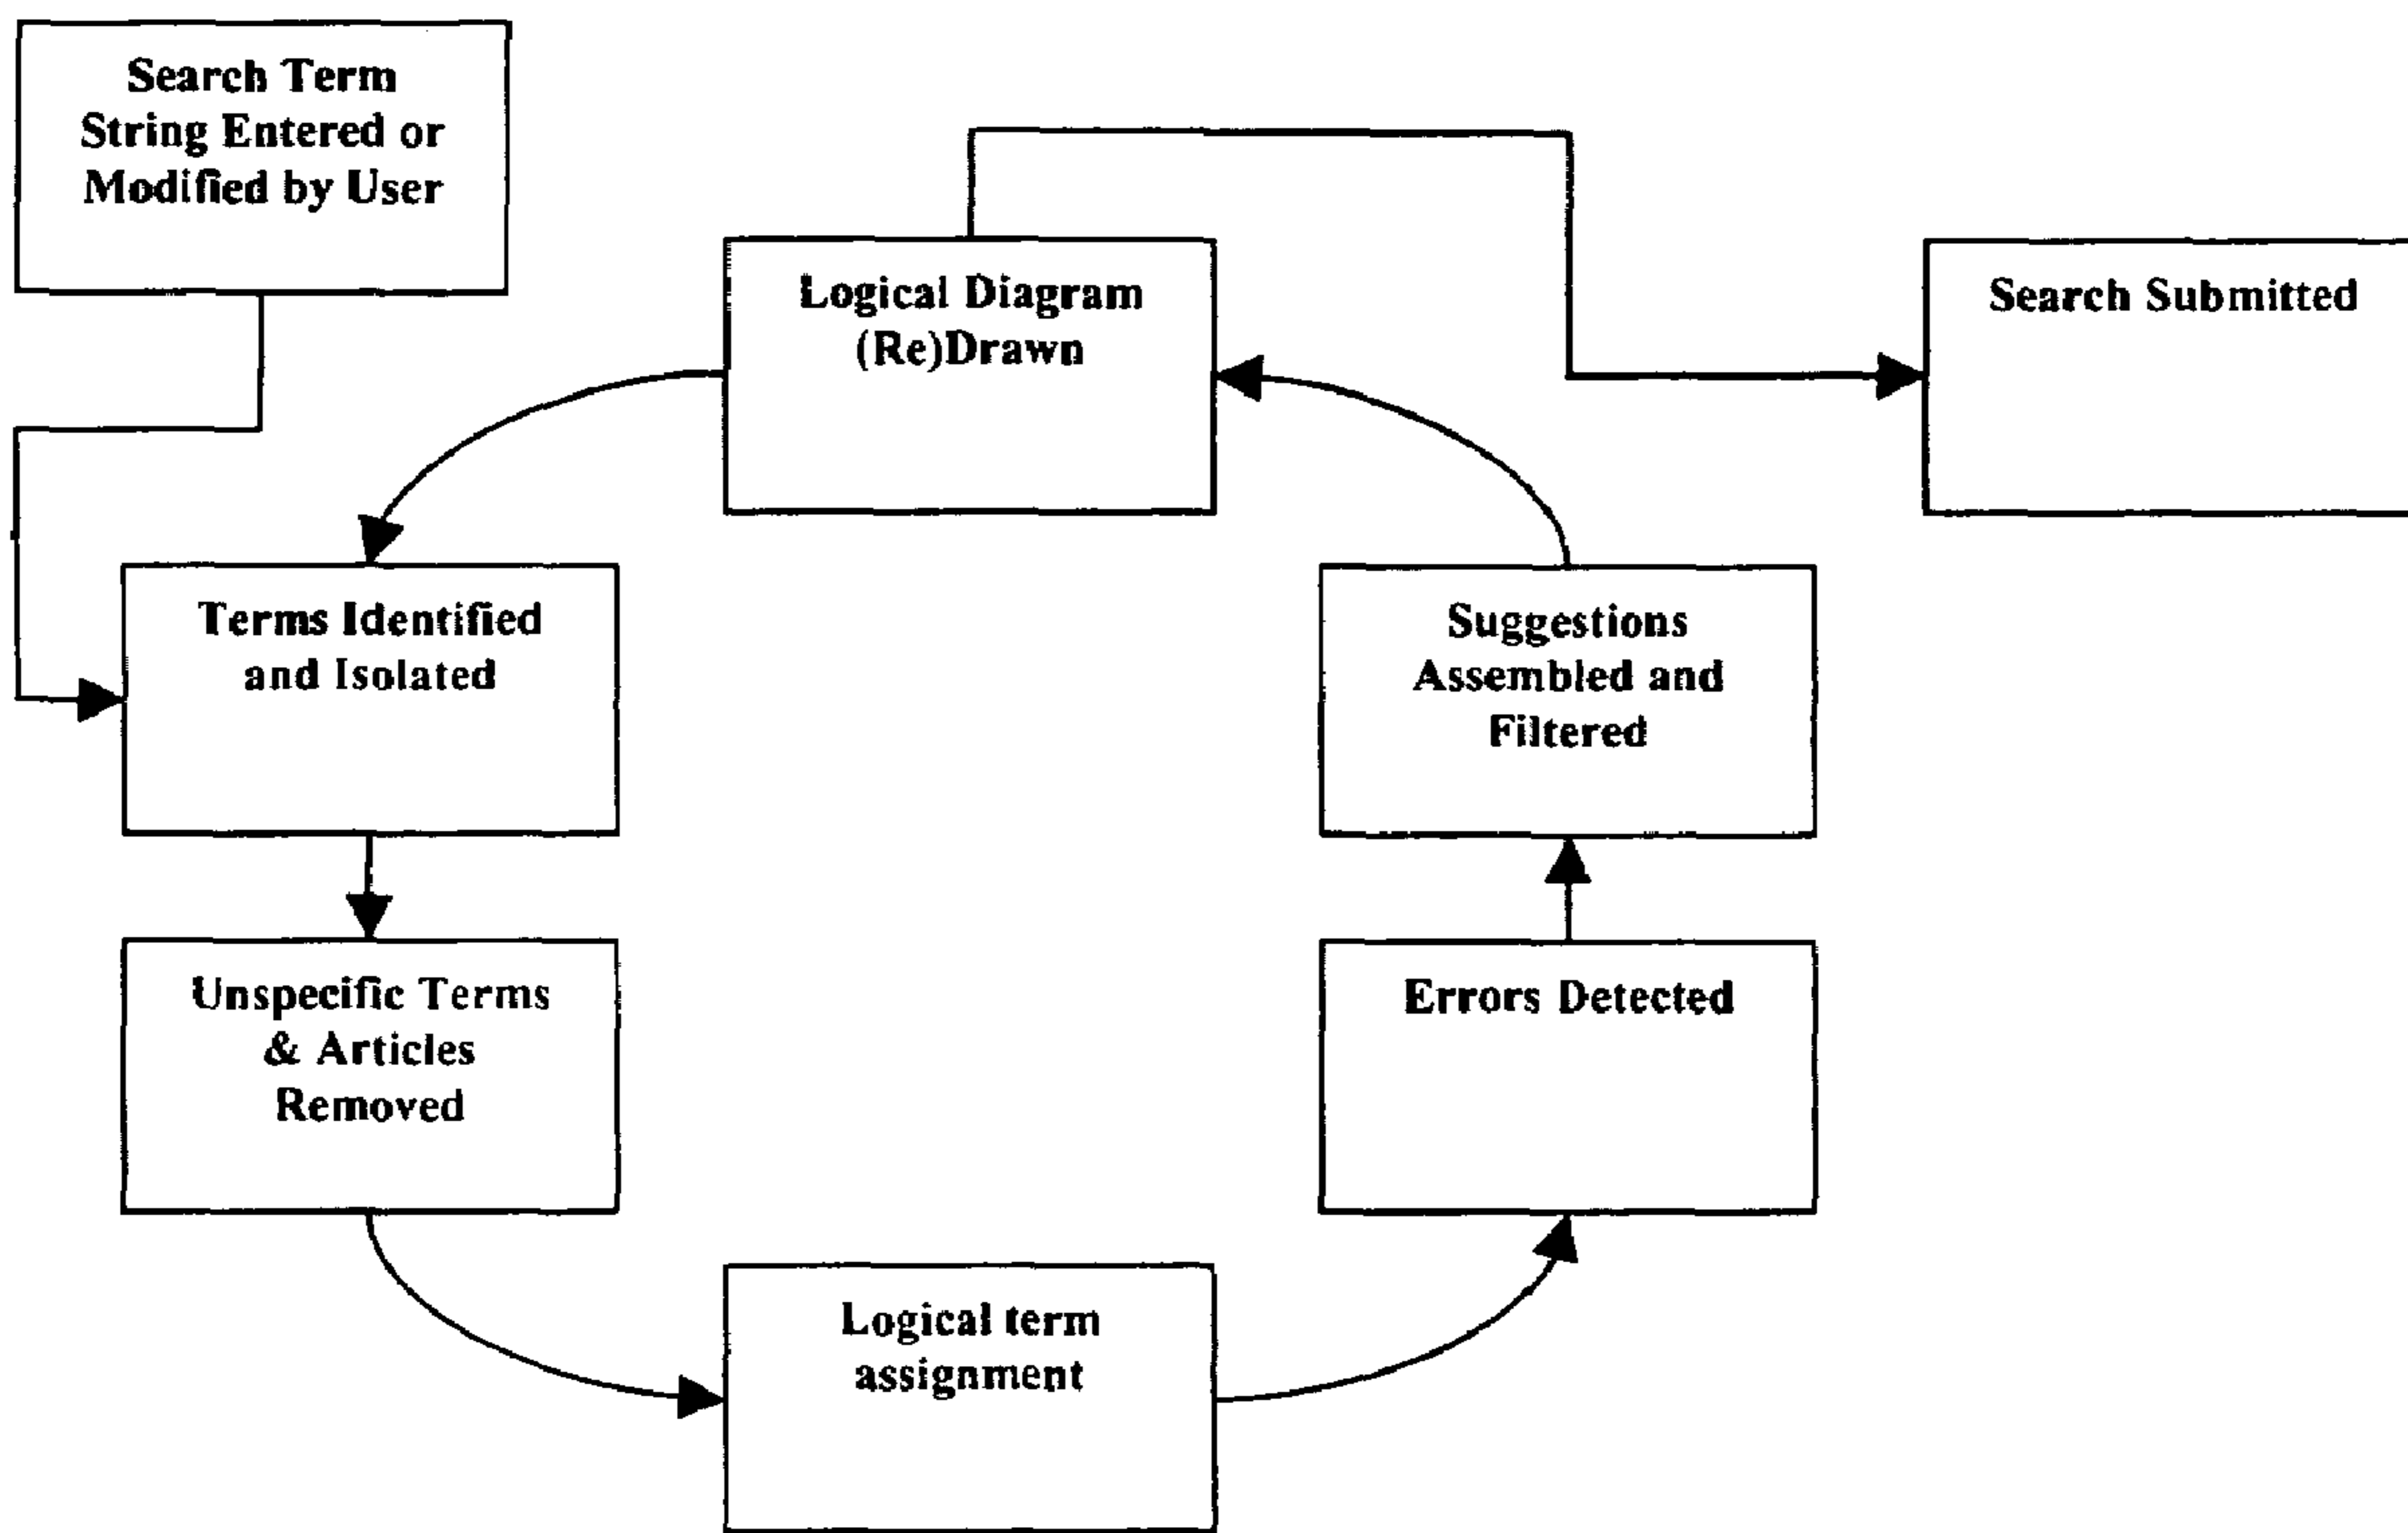 Search Term
String Entered or
Modified by User
Logical Diagram
(Re)Drawn
Search Submitted
Terms Identified
and Isolated
Suggestions
Assembled and
Filtered
Unspecific Terms
& Articles
Removed
Errors Detected
Logical term
assignment